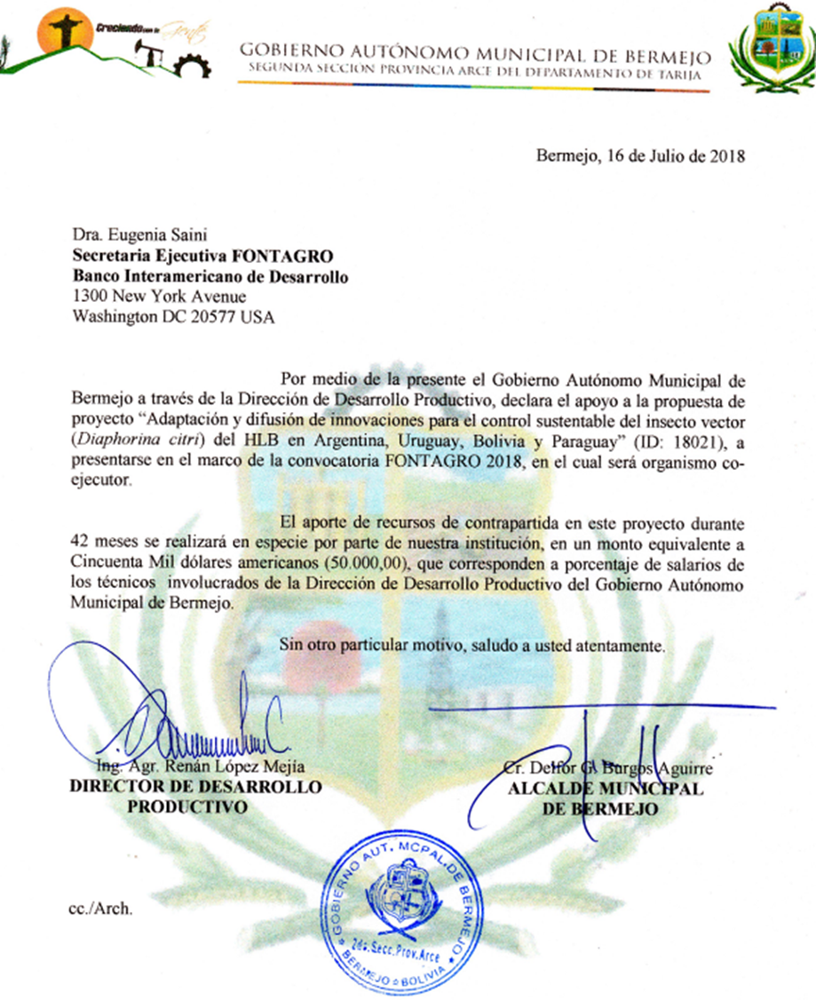 Creciendo con la Gente
GOBIERNO AUTÓNOMO MUNICIPAL DE BERMEJO
SEGUNDA SECCIÓN PROVINCIA ARCE DEL DEPARTAMENTO DE TARIJA
Bermejo, 16 de Julio de 2018
Dra. Eugenia Saini
Secretaria Ejecutiva FONTAGRO
Banco Interamericano de Desarrollo
1300 New York Avenue
Washington DC 20577 USA
Por medio de la presente el Gobierno Autónomo Municipal de
Bermejo a través de la Dirección de Desarrollo Productivo, declara el apoyo a la propuesta de
proyecto “Adaptación y difusión de innovaciones para el control sustentable del insecto vector
(Diaphorina citri) del HLB en Argentina, Uruguay, Bolivia y Paraguay” (ID: 18021), a
presentarse en el marco de la convocatoria FONTAGRO 2018, en el cual será organismo co-
ejecutor.
El aporte de recursos de contrapartida en este proyecto durante
42 meses se realizará en especie por parte de nuestra institución, en un monto equivalente a
Cincuenta Mil dólares americanos (50.000,00), que corresponden a porcentaje de salarios de
los técnicos involucrados de la Dirección de Desarrollo Productivo del Gobierno Autónomo
Municipal de Bermejo.
Sin otro particular motivo, saludo a usted atentamente.
Ing. Agr. Renán López Mejía
DIRECTOR DE DESARROLLO
PRODUCTIVO
Cr. Delfor G. Burgos Aguirre
ALCALDE MUNICIPAL
DE BERMEJO
GOBIERNO AUT. MCPAL. DE BERMEJO
2da. Secc. Prov. Arce
BERMEJO BOLIVIA
cc./Arch.